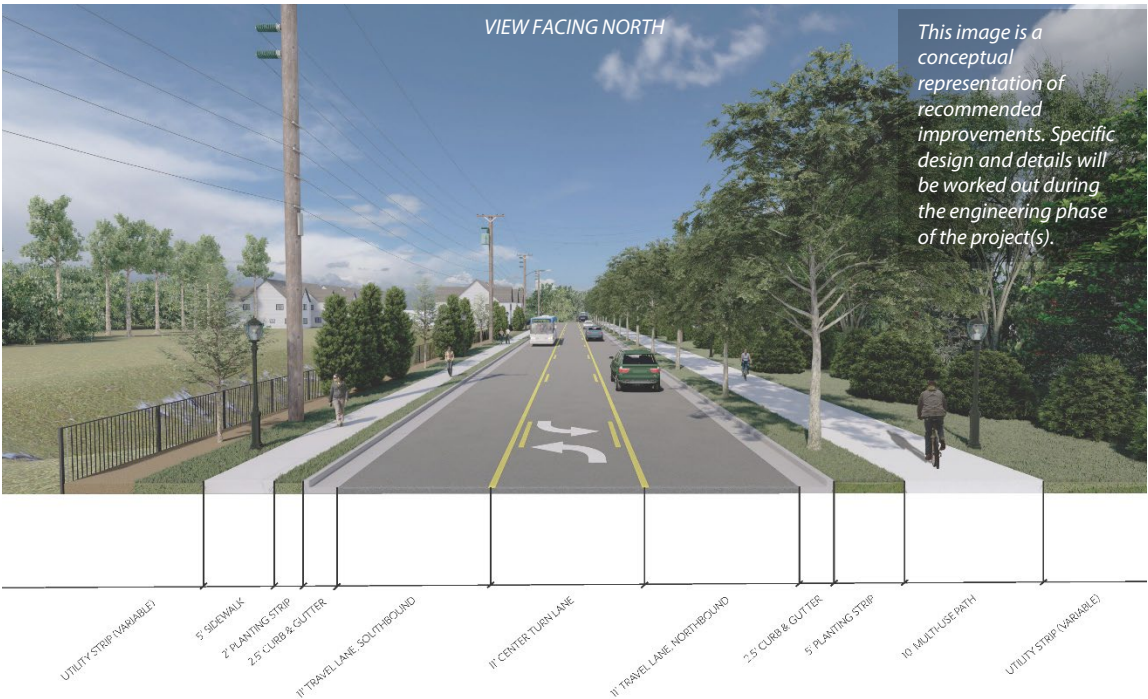 VIEW FACING NORTH
This image is a
conceptual
representation of
recommended
improvements. Specific
design and details will
be worked out during
the engineering phase
of the project(s).
UTILITY STRIP (VARIABLE)
5' SIDEWALK
2' PLANTING STRIP
2.5' CURB & GUTTER
11' TRAVEL LANE, SOUTHBOUND
11' CENTER TURN LANE
11' TRAVEL LANE, NORTHBOUND
2.5' CURB & GUTTER
5' PLANTING STRIP
10' MULTI-USE PATH
UTILITY STRIP (VARIABLE)